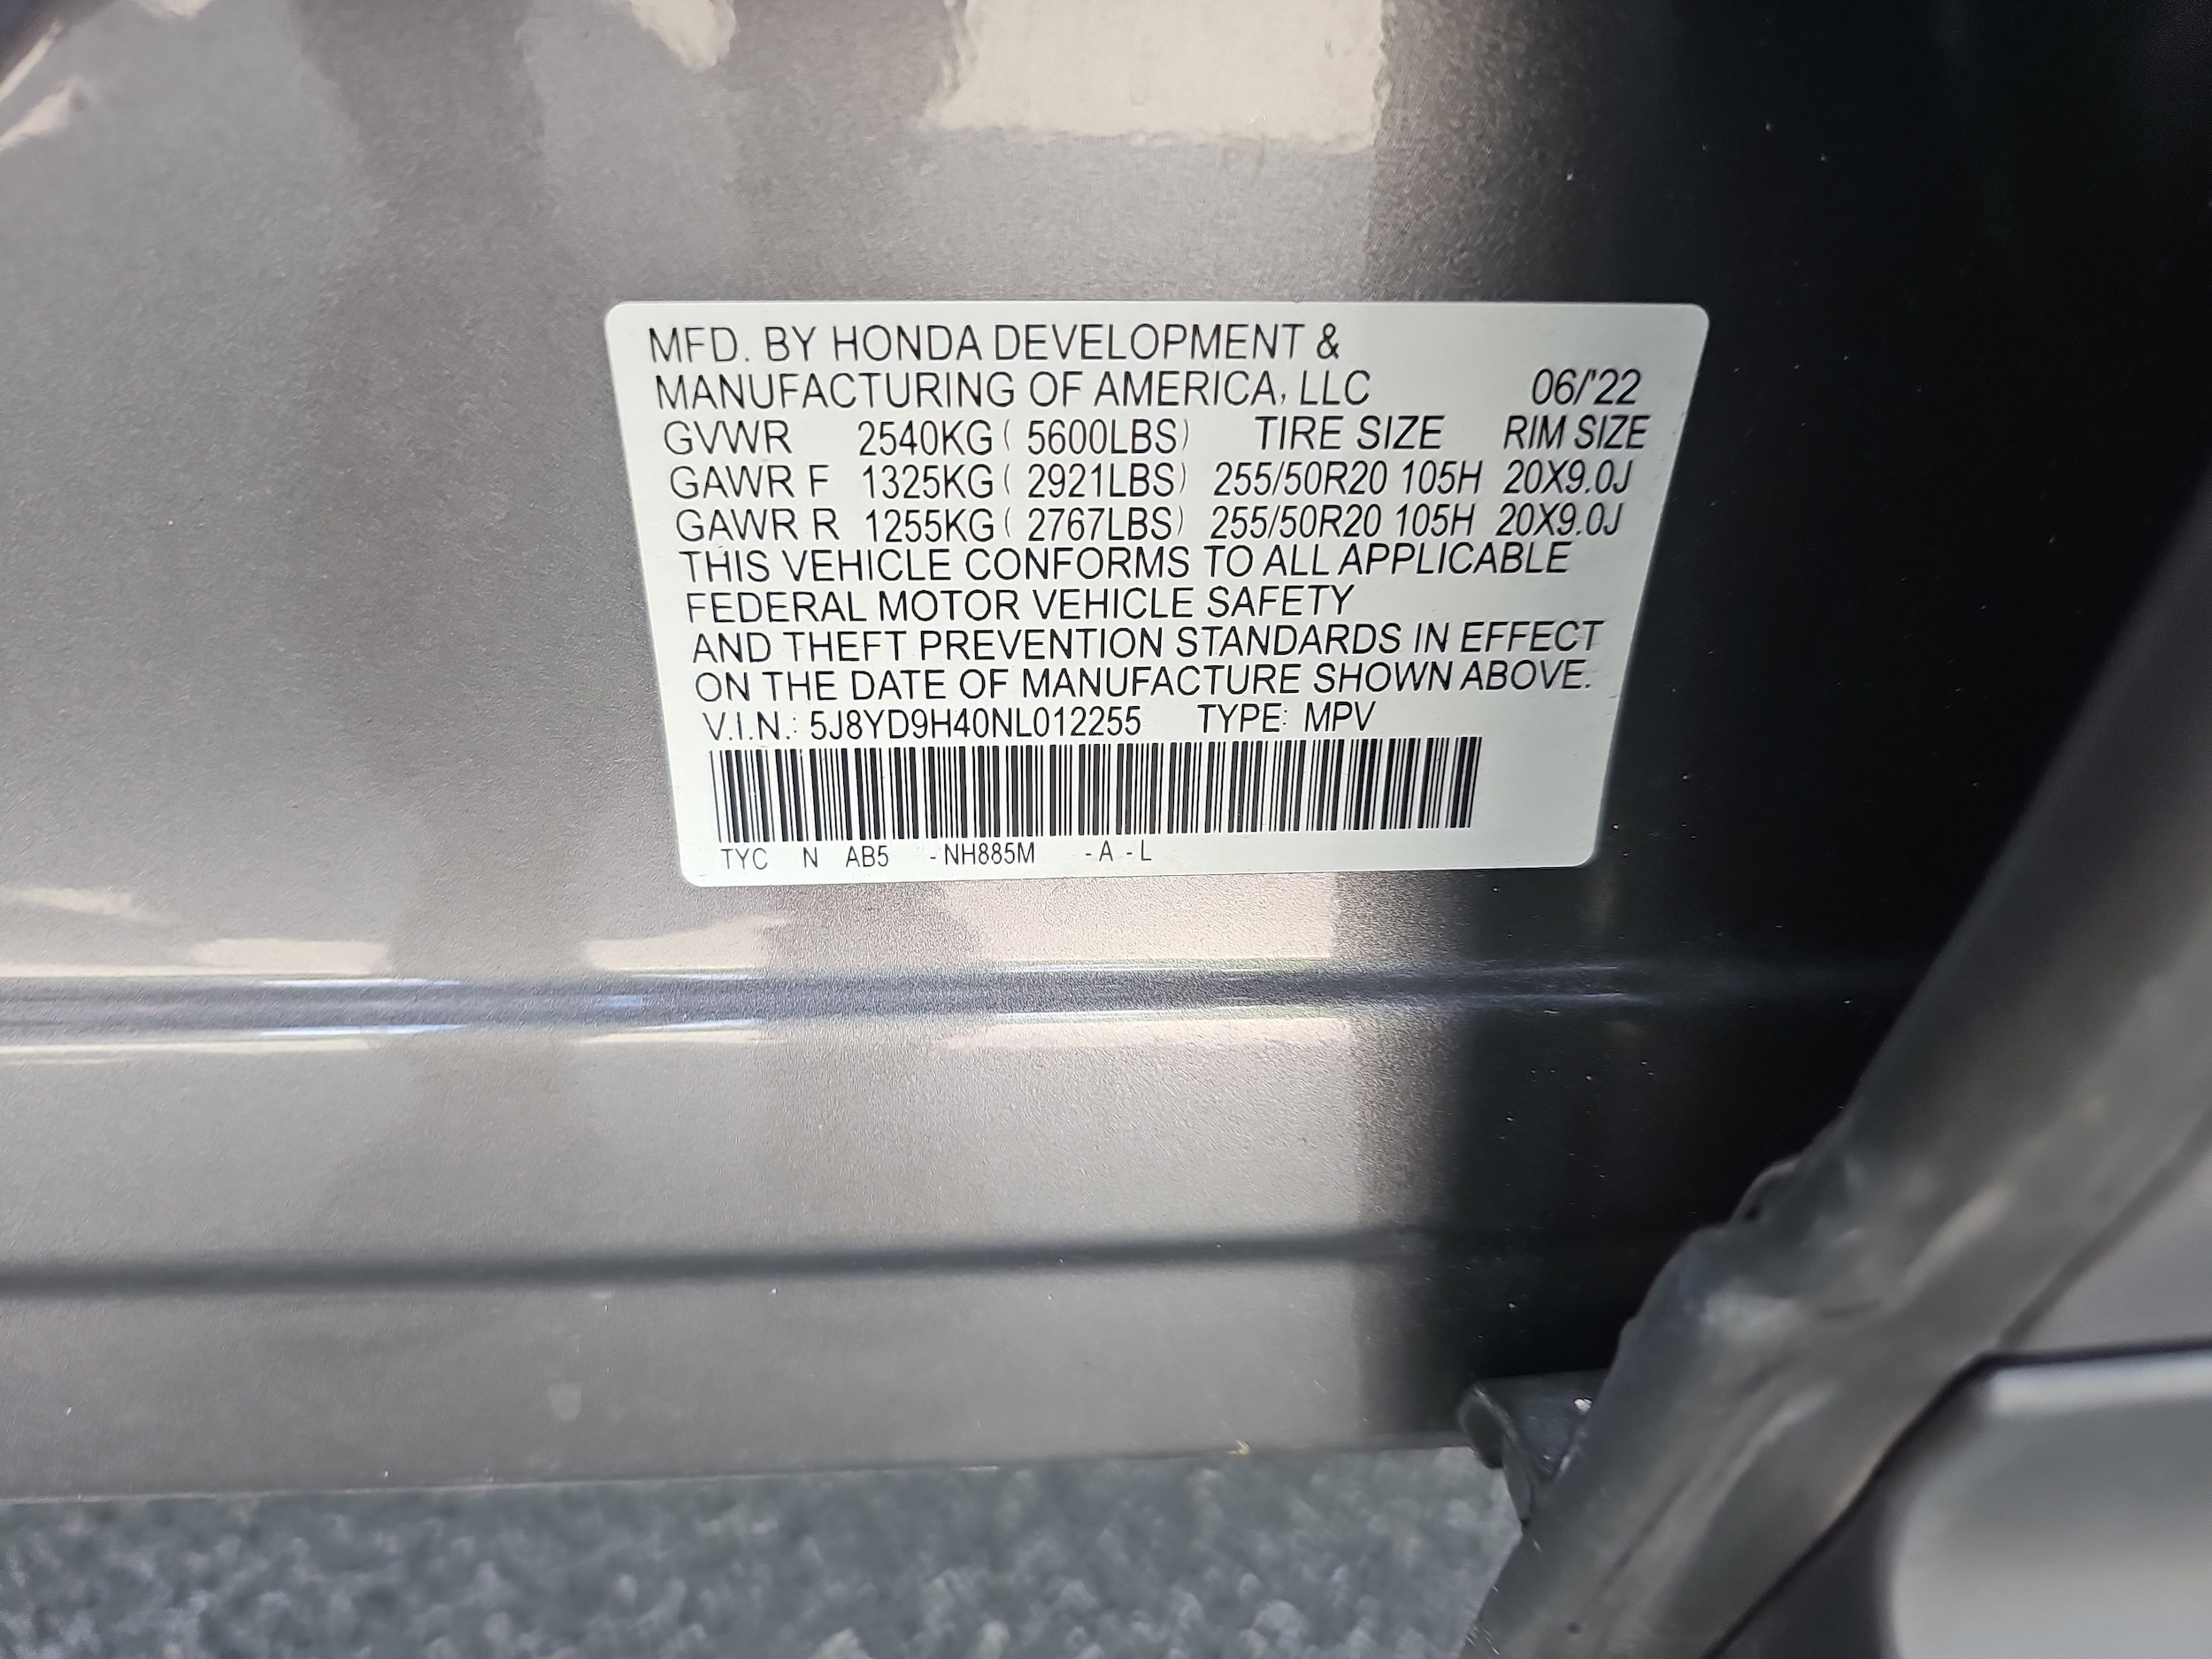 MFD. BY HONDA DEVELOPMENT &
MANUFACTURING OF AMERICA, LLC 06/'22
GVWR 2540KG ( 5600LBS) TIRE SIZE RIM SIZE
GAWR F 1325KG ( 2921LBS) 255/50R20 105H 20X9.0J
GAWR R 1255KG ( 2767LBS) 255/50R20 105H 20X9.0J
THIS VEHICLE CONFORMS TO ALL APPLICABLE
FEDERAL MOTOR VEHICLE SAFETY
AND THEFT PREVENTION STANDARDS IN EFFECT
ON THE DATE OF MANUFACTURE SHOWN ABOVE.
V.I.N.: 5J8YD9H40NL012255 TYPE: MPV
TYC N AB5 -NH885M -A -L